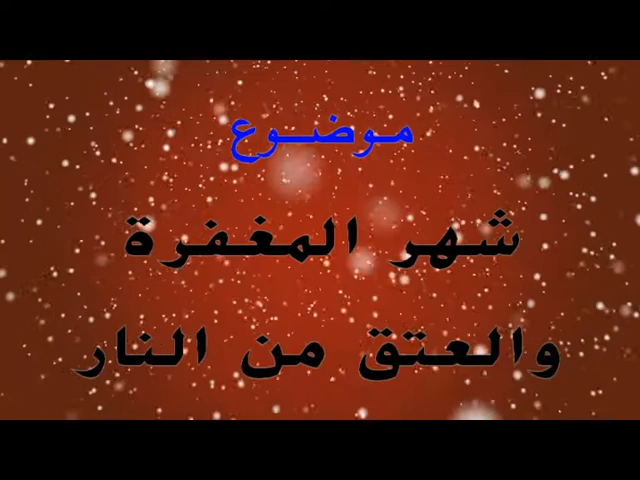 موضوع
شهر المغفرة
والعتق من النار